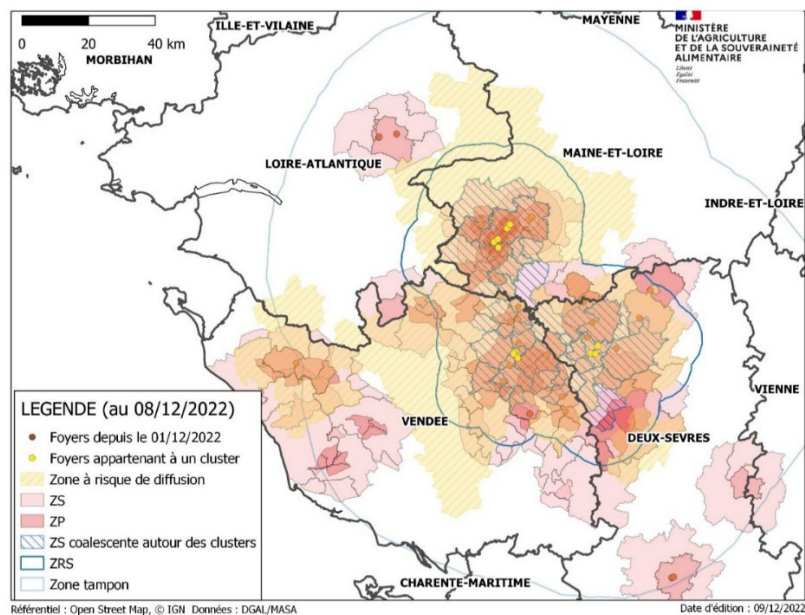 0 20 40 km
ILLE-ET-VILAINE
MAYENNE
MORBIHAN
MINISTÈRE
DE L'AGRICULTURE
ET DE LA SOUVERAINETÉ
ALIMENTAIRE
Liberté
Égalité
Fraternité
LOIRE-ATLANTIQUE
MAINE-ET-LOIRE
INDRE-ET-LOIRE
VIENNE
VENDEE
DEUX-SEVRES
CHARENTE-MARITIME
LEGENDE (au 08/12/2022)
Foyers depuis le 01/12/2022
Foyers appartenant à un cluster
Zone à risque de diffusion
ZS
ZP
ZS coalescente autour des clusters
ZRS
Zone tampon
Référentiel : Open Street Map, © IGN Données : DGAL/MASA
Date d'édition : 09/12/2022